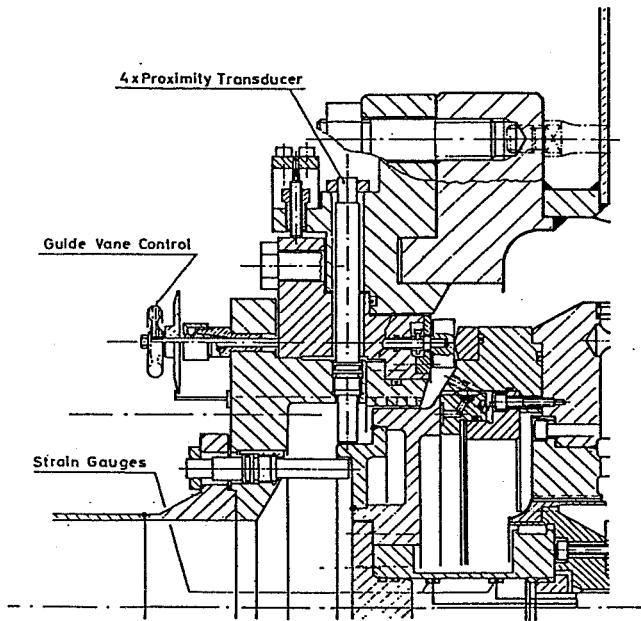 4xProximity Transducer
Guide Vane Control
Strain Gauges